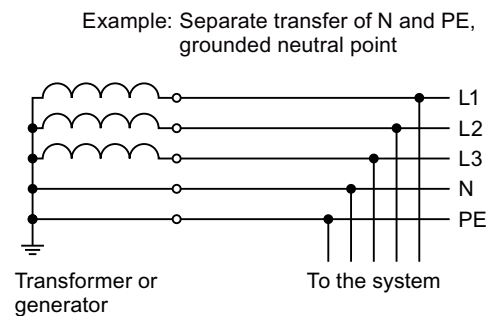 Example: Separate transfer of N and PE,
grounded neutral point
L1
L2
L3
N
PE
Transformer or
generator
To the system